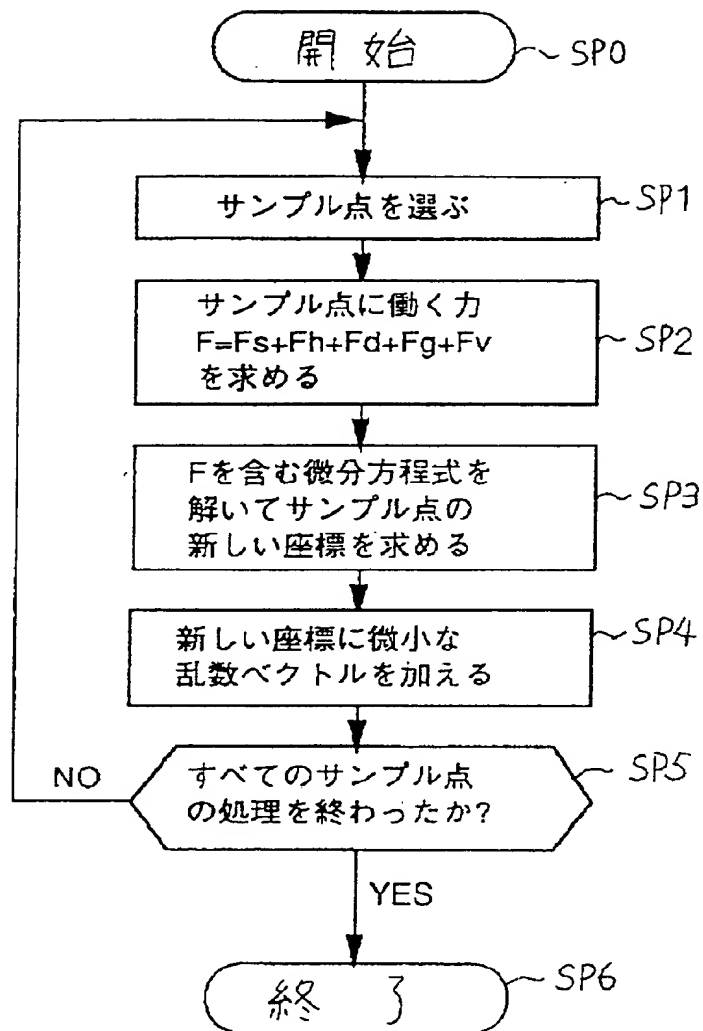 開始
SP0
サンプル点を選ぶ
SP1
サンプル点に働く力
F=Fs+Fh+Fd+Fg+Fv
を求める
SP2
Fを含む微分方程式を
解いてサンプル点の
新しい座標を求める
SP3
新しい座標に微小な
乱数ベクトルを加える
SP4
すべてのサンプル点
の処理を終わったか?
SP5
NO
YES
終了
SP6